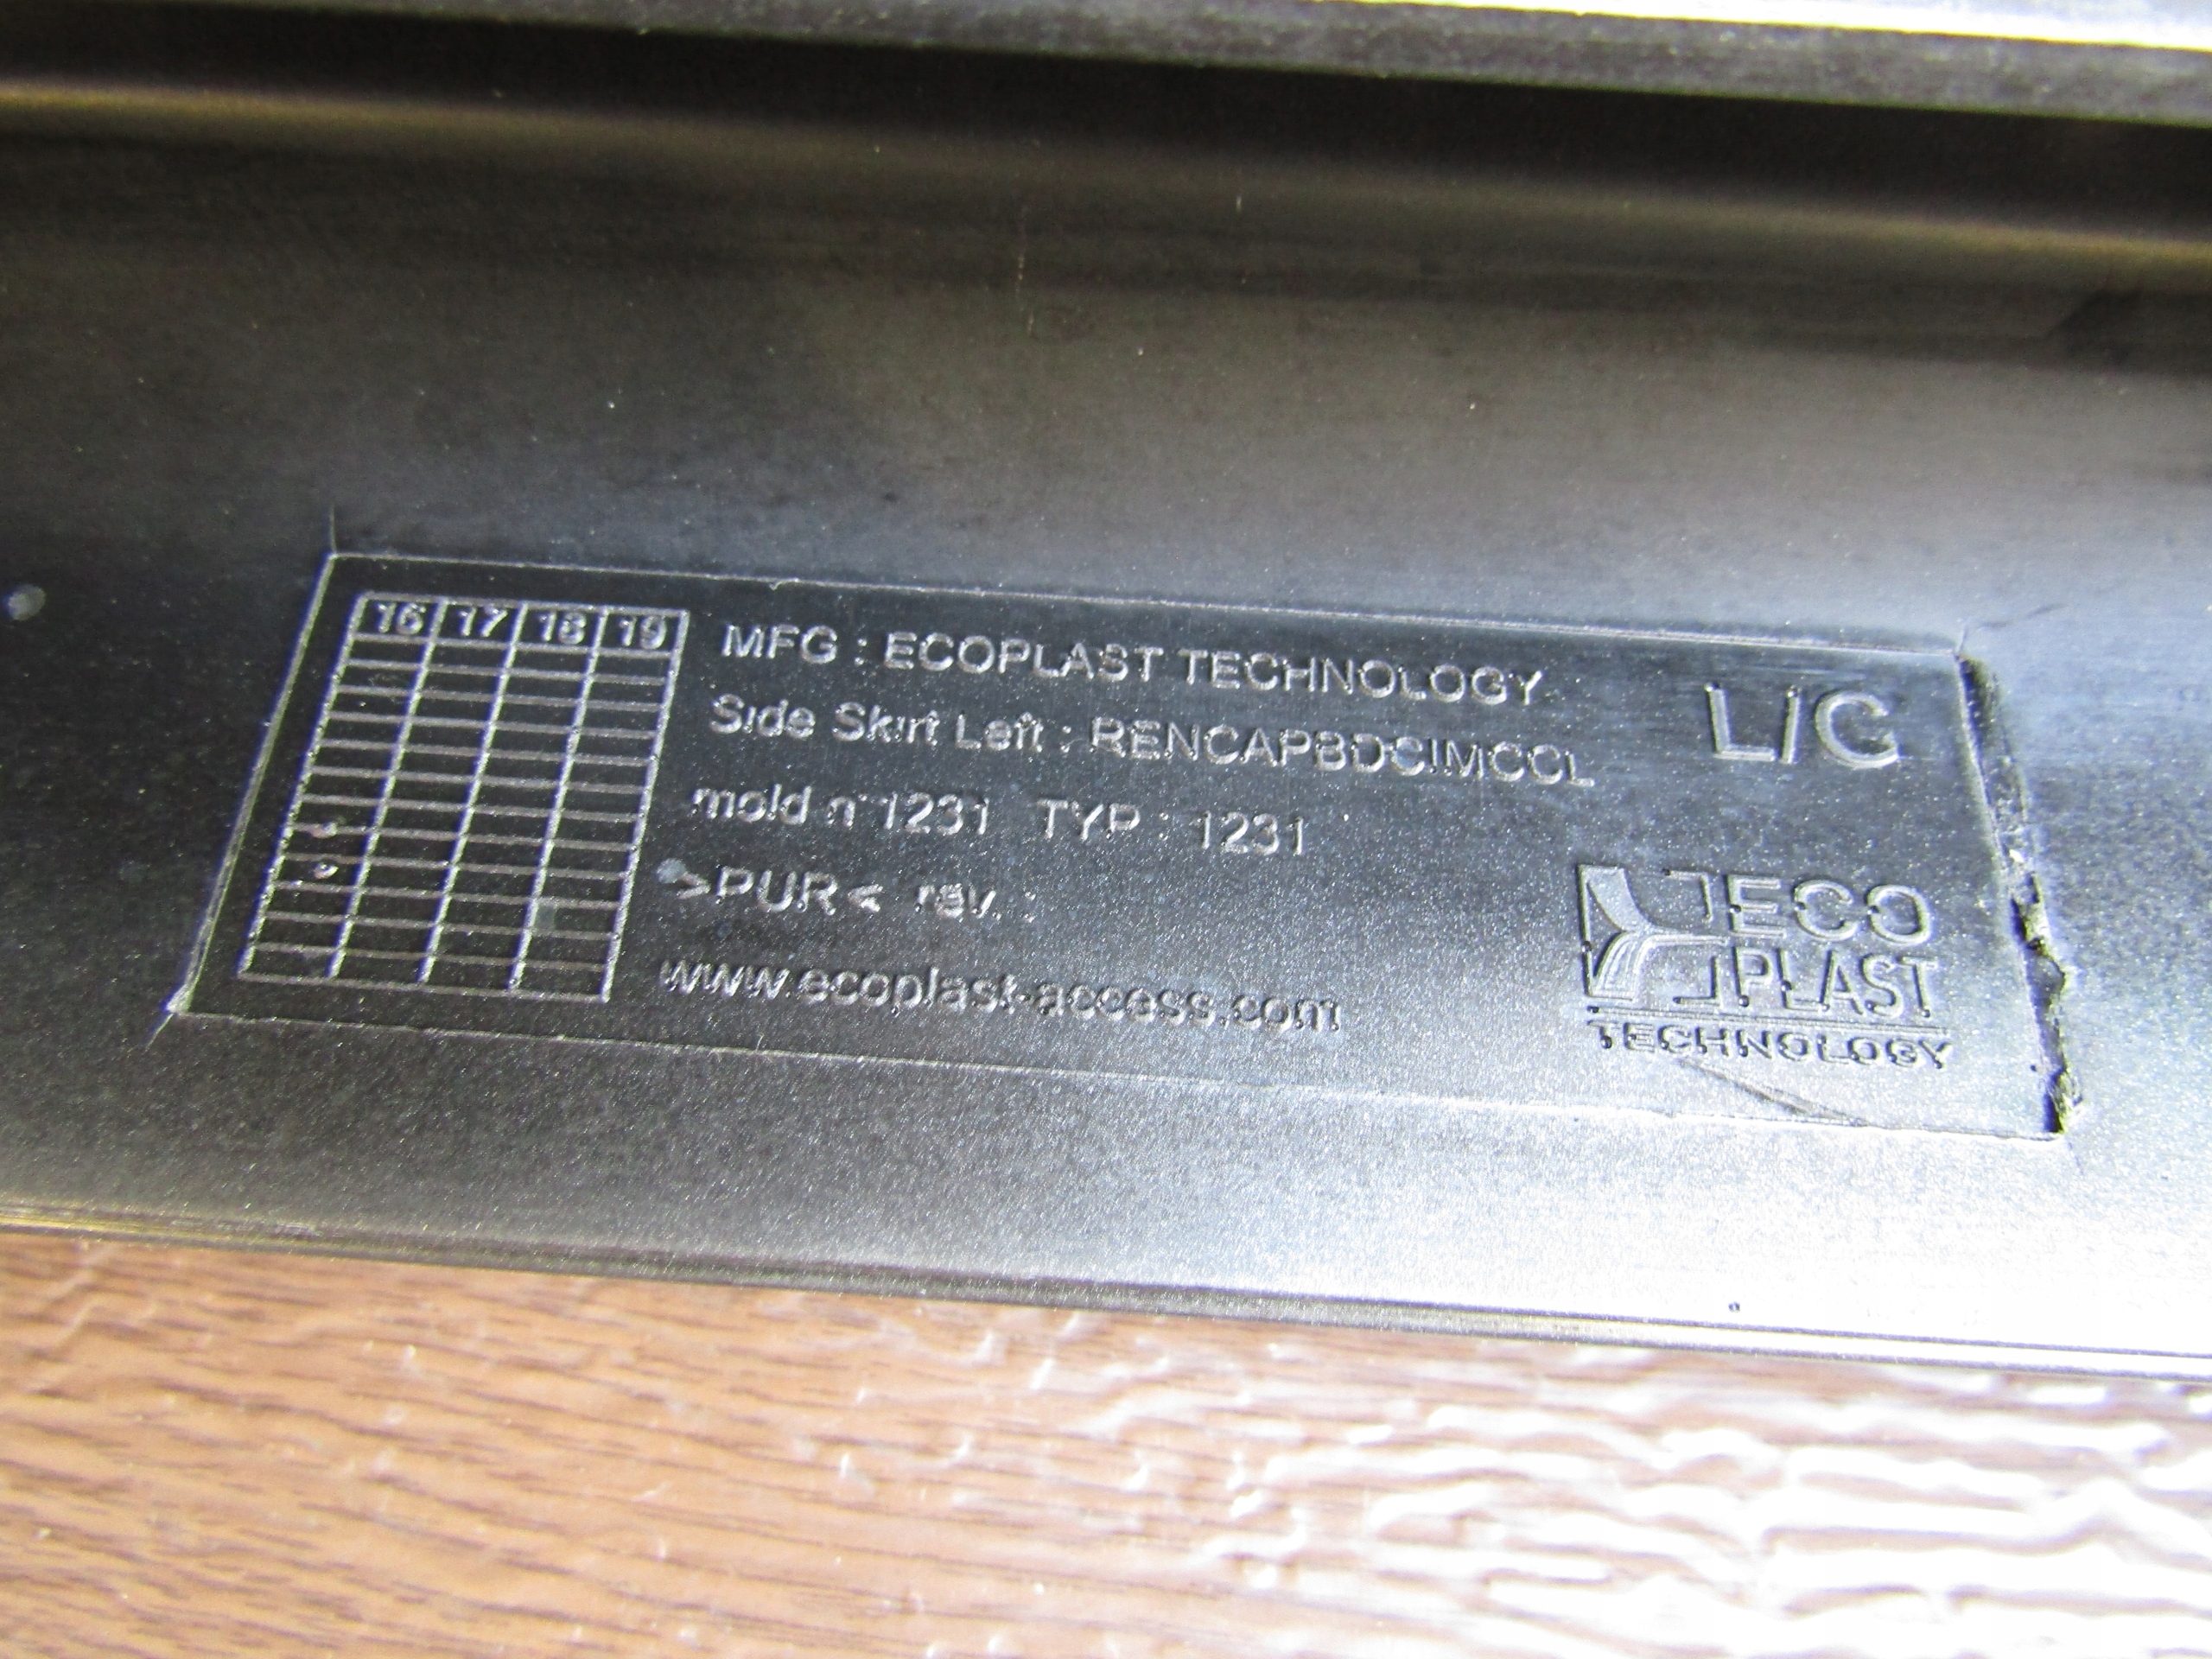 16 17 18 19
MFG : ECOPLAST TECHNOLOGY
Side Skirt Left : RENCAPBDCIMCCL
mold n°1231 TYP : 1231
>PUR< rev. :
www.ecoplast-access.com
L/C
ECO
PLAST
TECHNOLOGY